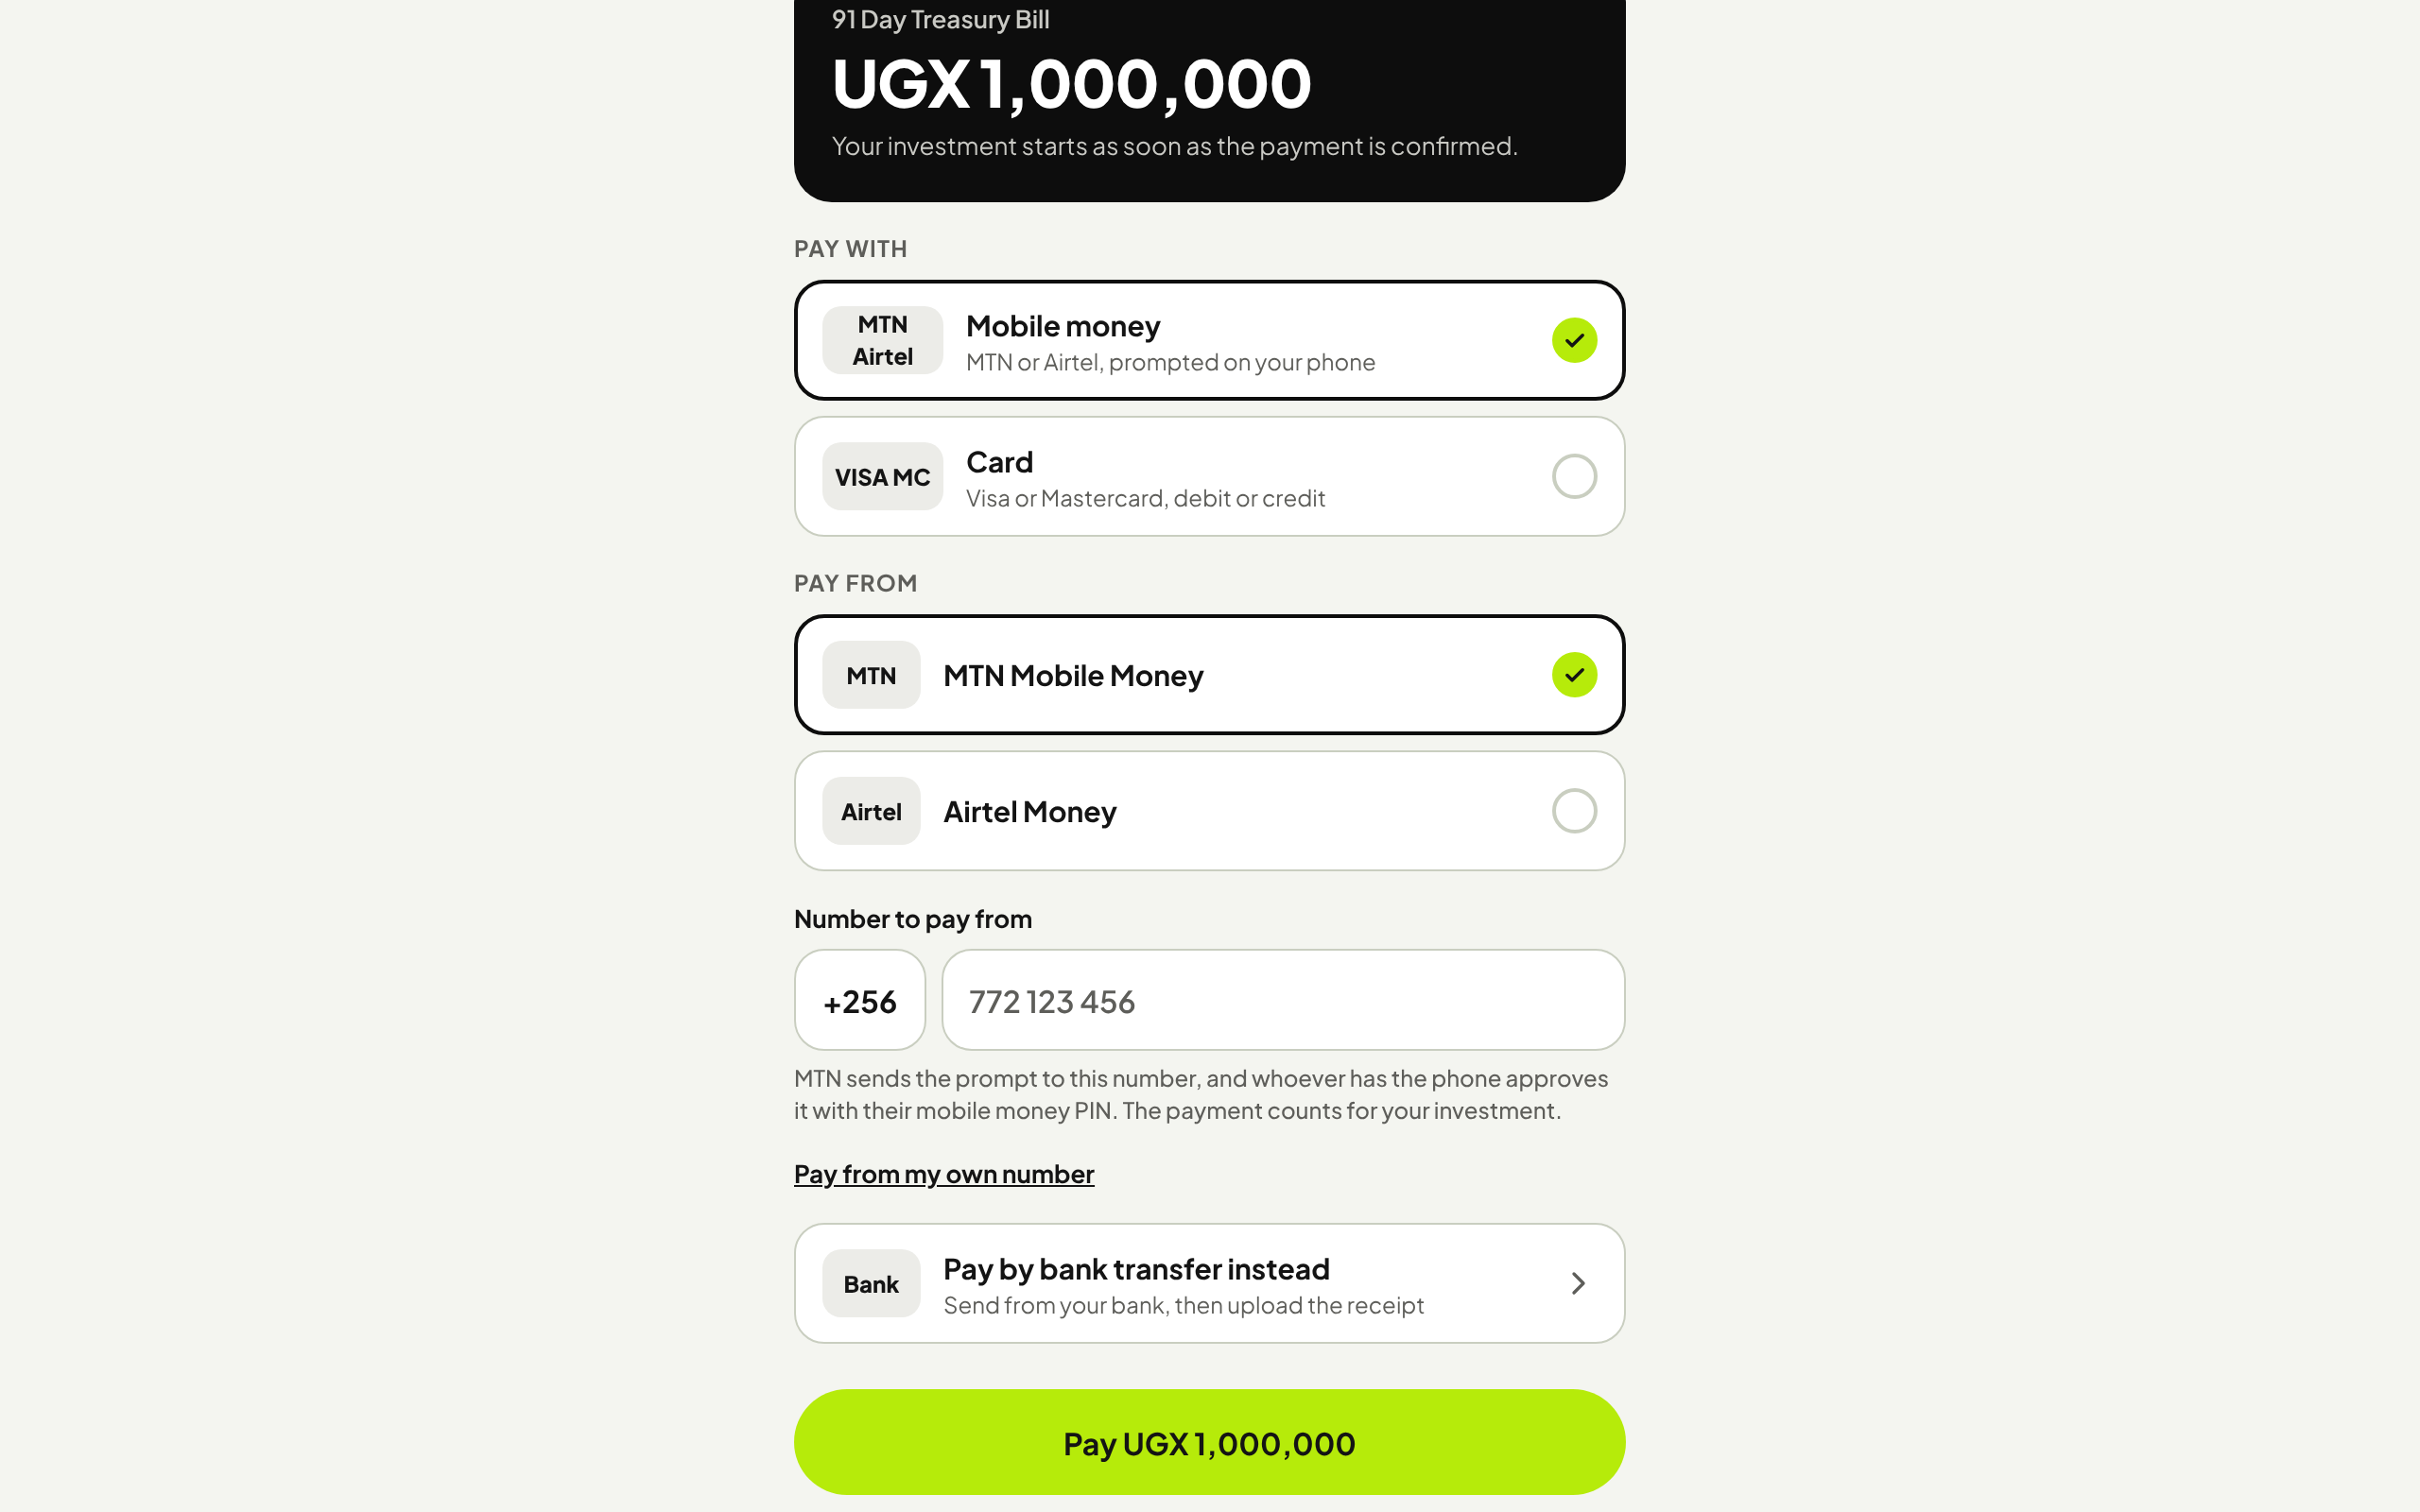 91 Day Treasury Bill
UGX 1,000,000
Your investment starts as soon as the payment is confirmed.
PAY WITH
MTN
Airtel
Mobile money
MTN or Airtel, prompted on your phone
VISA MC
Card
Visa or Mastercard, debit or credit
PAY FROM
MTN
MTN Mobile Money
Airtel
Airtel Money
Number to pay from
+256
772 123 456
MTN sends the prompt to this number, and whoever has the phone approves
it with their mobile money PIN. The payment counts for your investment.
Pay from my own number
Bank
Pay by bank transfer instead
Send from your bank, then upload the receipt
Pay UGX 1,000,000